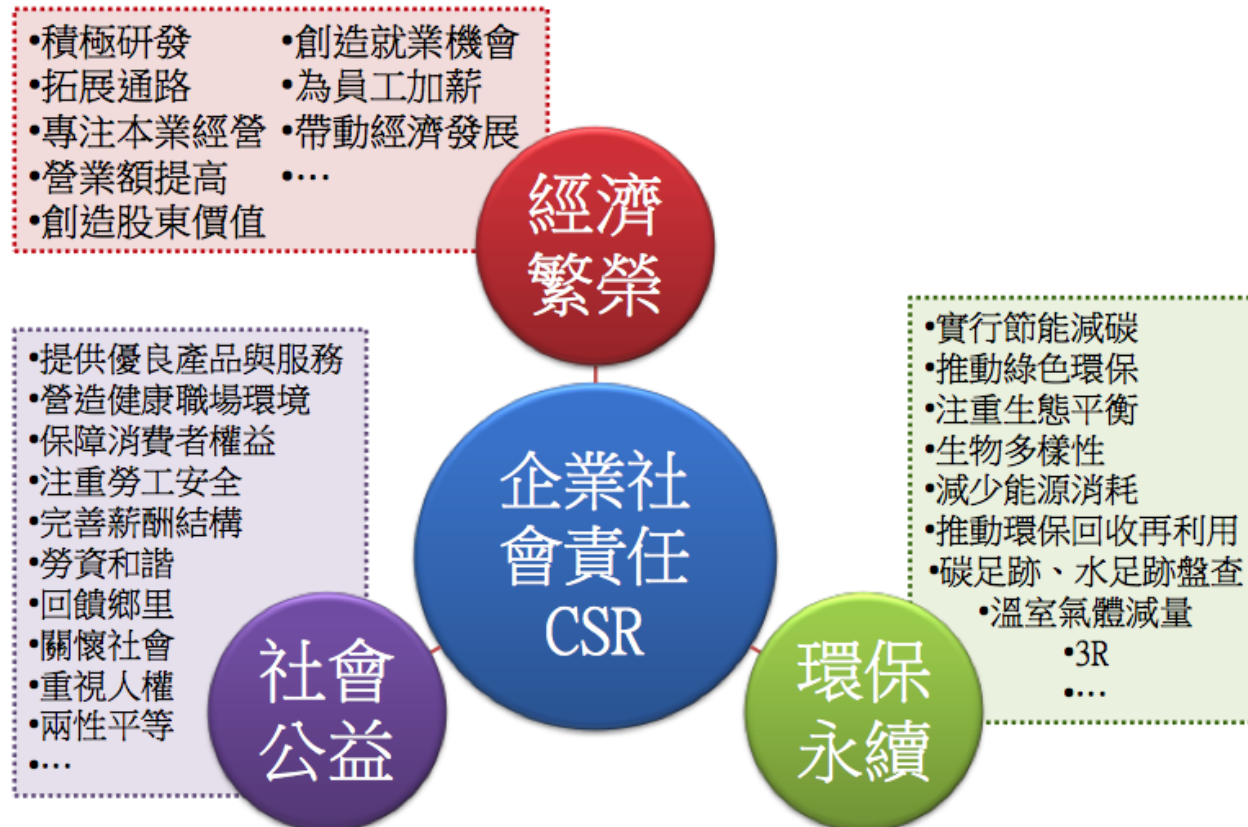 •積極研發
•拓展通路
•專注本業經營
•營業額提高
•創造股東價值
•創造就業機會
•為員工加薪
•帶動經濟發展
•…
經濟
繁榮
企業社
會責任
CSR
•提供優良產品與服務
•營造健康職場環境
•保障消費者權益
•注重勞工安全
•完善薪酬結構
•勞資和諧
•回饋鄉里
•關懷社會
•重視人權
•兩性平等
•…
社會
公益
•實行節能減碳
•推動綠色環保
•注重生態平衡
•生物多樣性
•減少能源消耗
•推動環保回收再利用
•碳足跡、水足跡盤查
•溫室氣體減量
•3R
•…
環保
永續